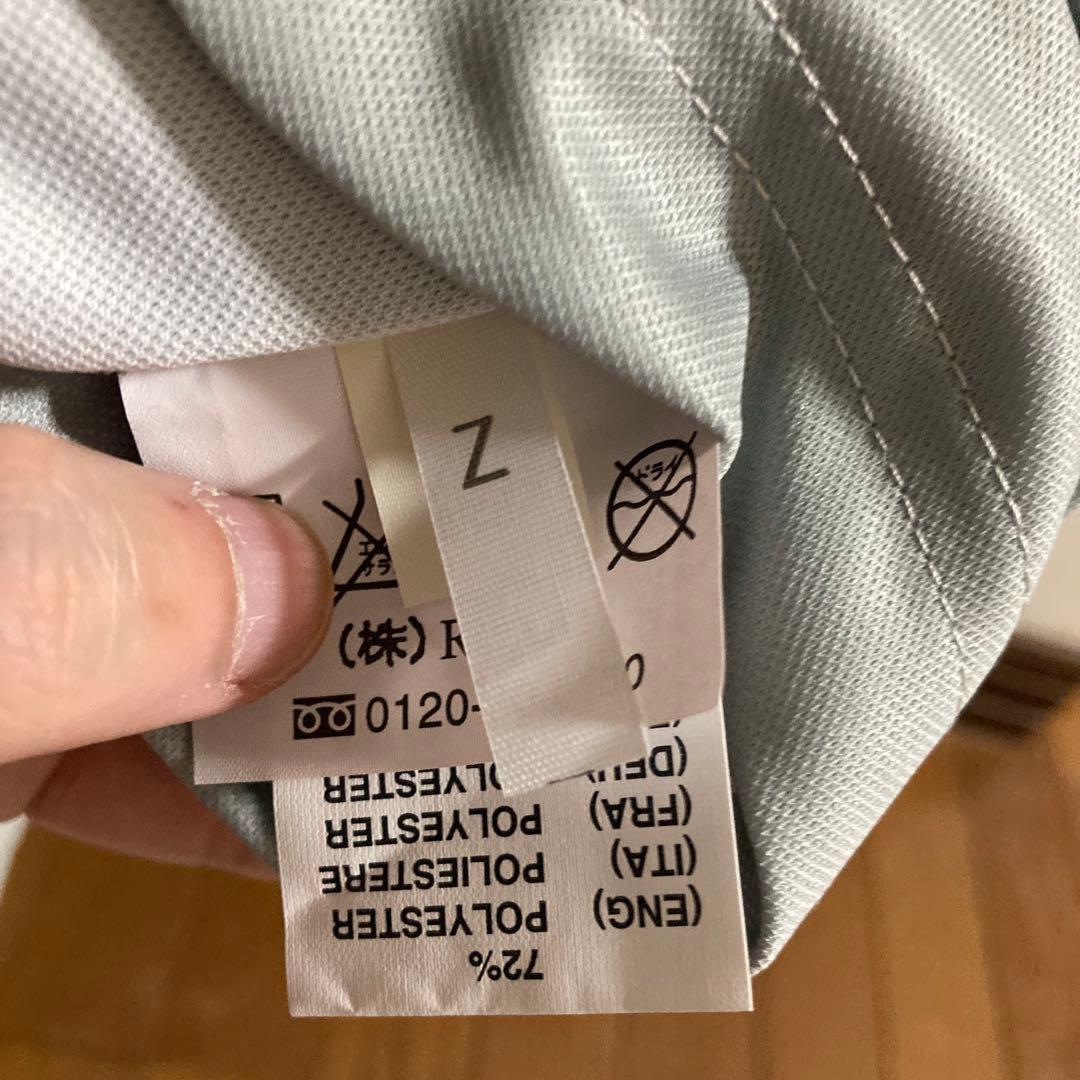 Z
ドライ
(株) R
0120-
72%
(ENG) POLYESTER
(ITA) POLIESTERE
(FRA) POLYESTER
(DEU) POLYESTER